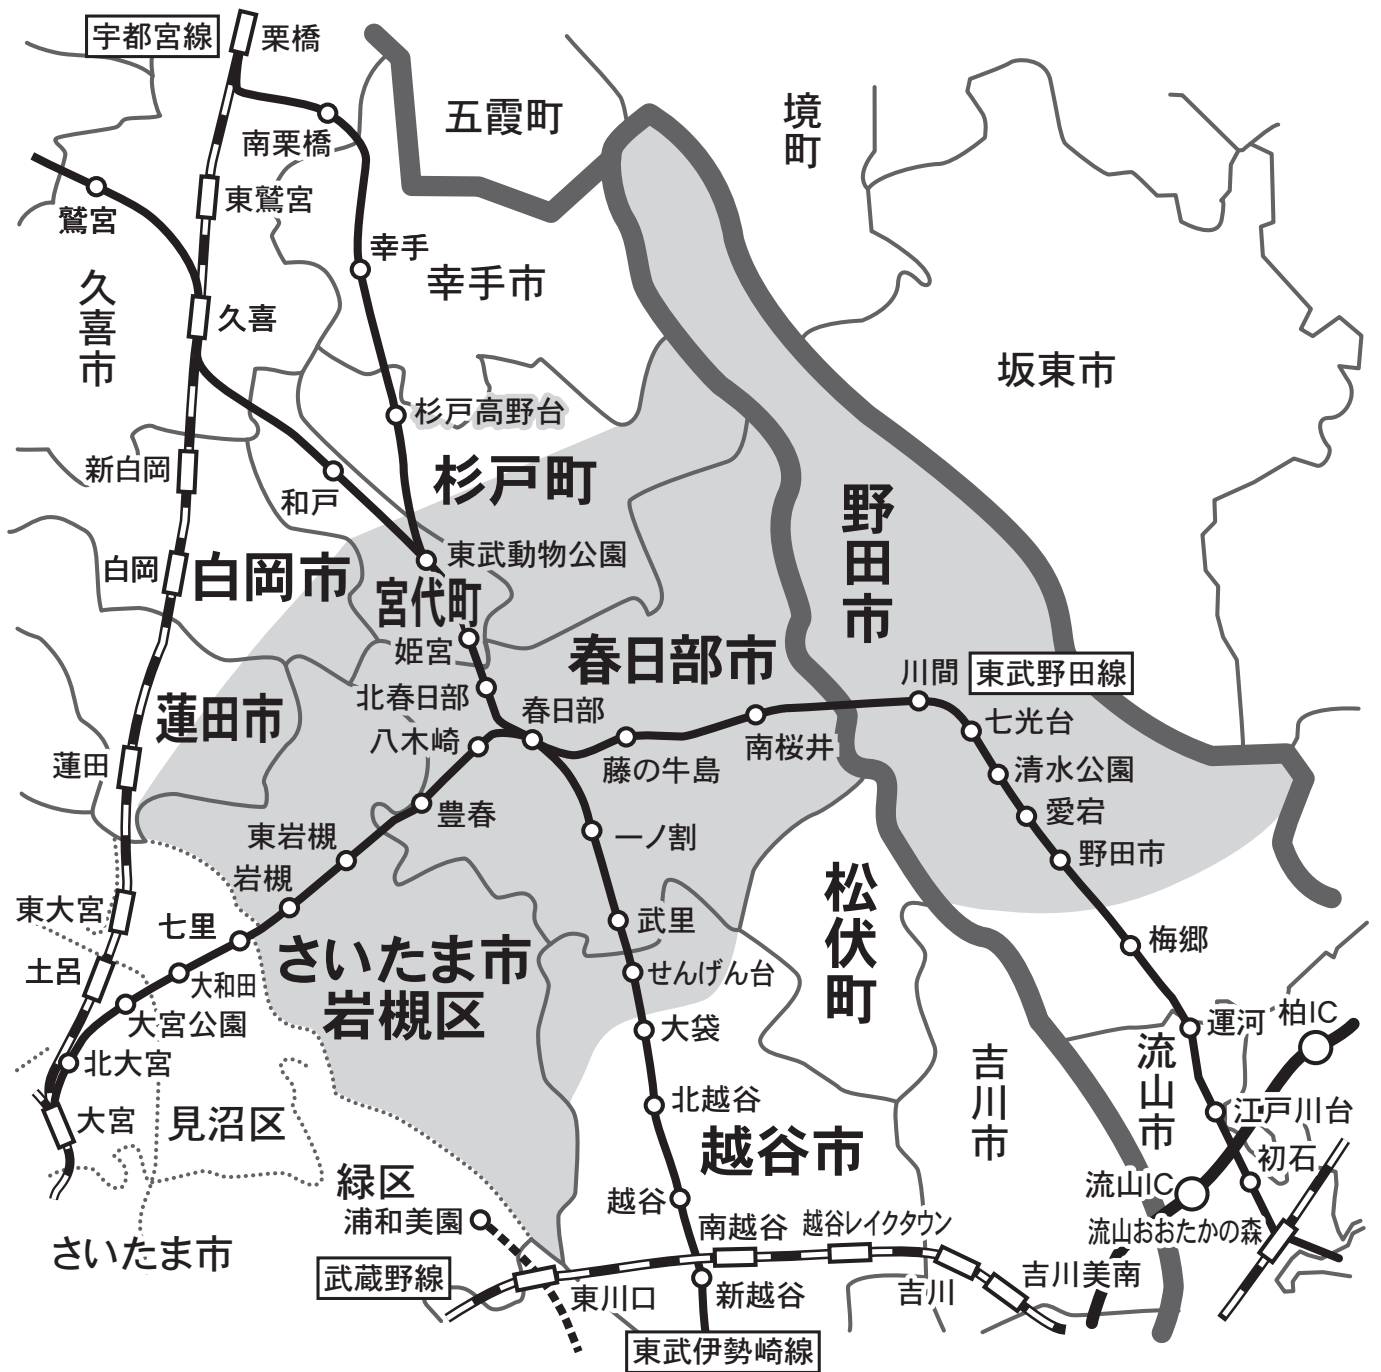 宇都宮線
栗橋
五霞町
境町
南栗橋
東鷲宮
鷲宮
幸手
幸手市
久喜市
久喜
坂東市
杉戸高野台
杉戸町
新白岡
和戸
野田市
東武動物公園
白岡
白岡市
宮代町
姫宮
春日部市
川間
東武野田線
北春日部
蓮田市
春日部
七光台
八木崎
南桜井
蓮田
藤の牛島
清水公園
豊春
愛宕
東岩槻
一ノ割
野田市
岩槻
松伏町
東大宮
七里
武里
梅郷
さいたま市
岩槻区
土呂
大和田
せんげん台
大宮公園
大袋
運河
柏IC
北大宮
吉川市
流山市
大宮
見沼区
北越谷
江戸川台
越谷市
初石
緑区
流山IC
浦和美園
越谷
南越谷
越谷レイクタウン
流山おおたかの森
さいたま市
武蔵野線
東川口
新越谷
吉川
吉川美南
東武伊勢崎線